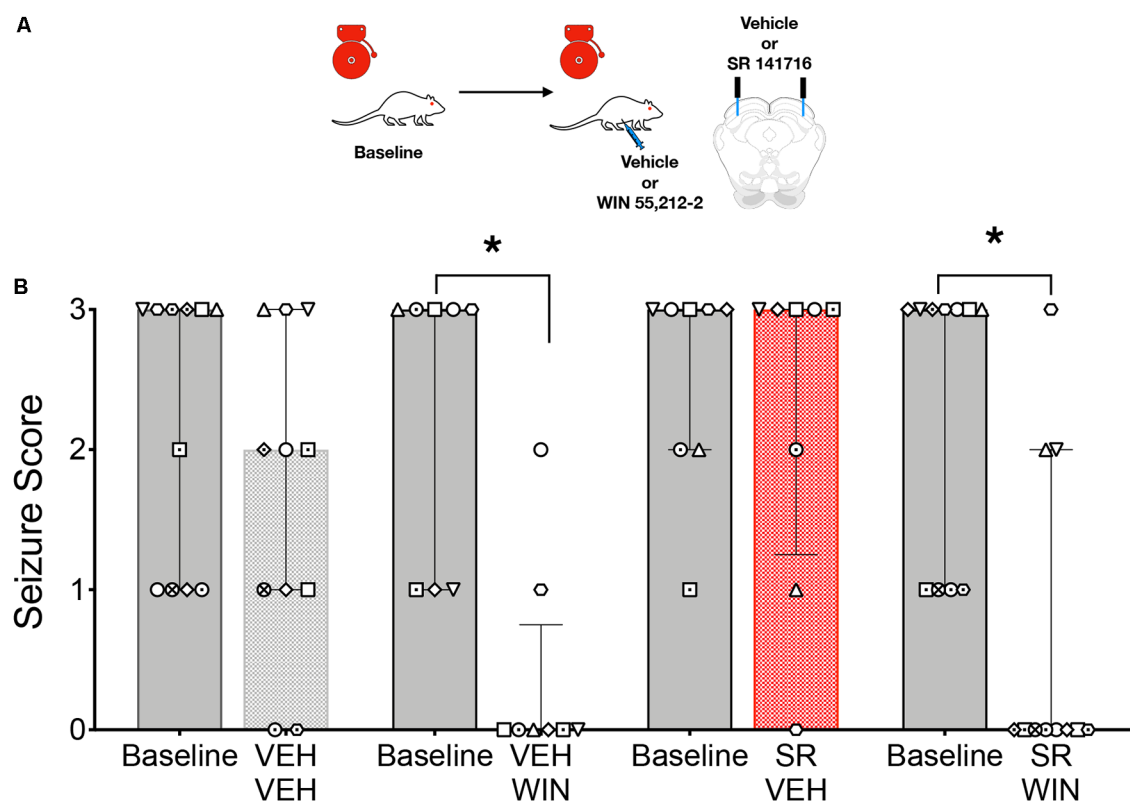 A
Baseline
Vehicle
or
WIN 55,212-2
Vehicle
or
SR 141716
B
*
*
Seizure Score
3
2
1
0
Baseline
VEH
VEH
Baseline
VEH
WIN
Baseline
SR
VEH
Baseline
SR
WIN